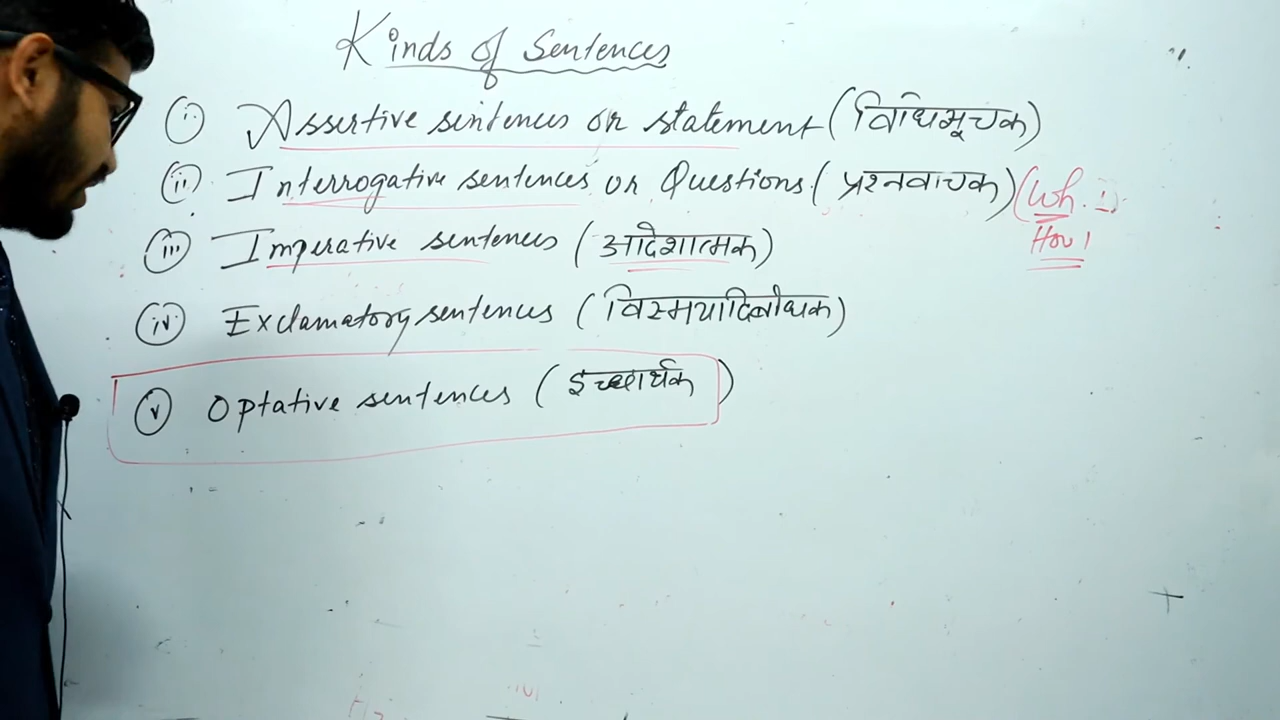 Kinds of Sentences
(i) Assertive sentences or statement (विधिसूचक)
(ii) Interrogative sentences or Questions. (प्रश्नवाचक) (Wh.
How 1
(iii) Imperative sentences (आदेशात्मक)
(iv) Exclamatory sentences (विस्मयादिबोधक)
(v) Optative sentences (इच्छार्थक)